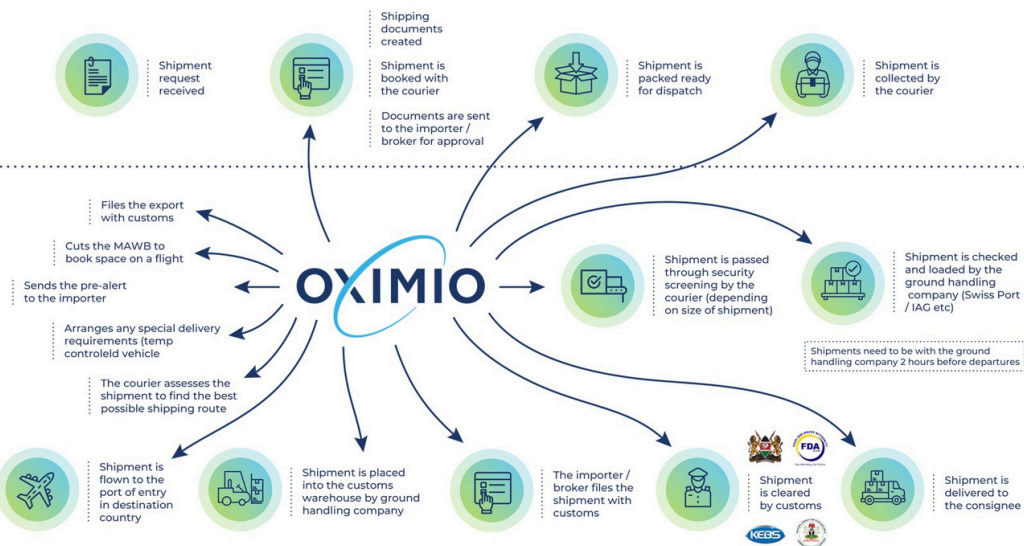 Shipment
request
received
Shipping
documents
created
Shipment is
booked with
the courier
Documents are sent
to the importer /
broker for approval
Shipment is
packed ready
for dispatch
Shipment is
collected by
the courier
Files the export
with customs
Cuts the MAWB to
book space on a flight
Sends the pre-alert
to the importer
Arranges any special delivery
requirements (temp
controleld vehicle
The courier assesses the
shipment to find the best
possible shipping route
OXIMIO
Shipment is passed
through security
screening by the
courier (depending
on size of shipment)
Shipment is checked
and loaded by the
ground handling
company (Swiss Port
/ IAG etc)
Shipments need to be with the ground
handling company 2 hours before departures
Shipment is
flown to the
port of entry
in destination
country
Shipment is placed
into the customs
warehouse by ground
handling company
The importer /
broker files the
shipment with
customs
FDA
Shipment
is cleared
by customs
KEBS
Shipment is
delivered to
the consignee